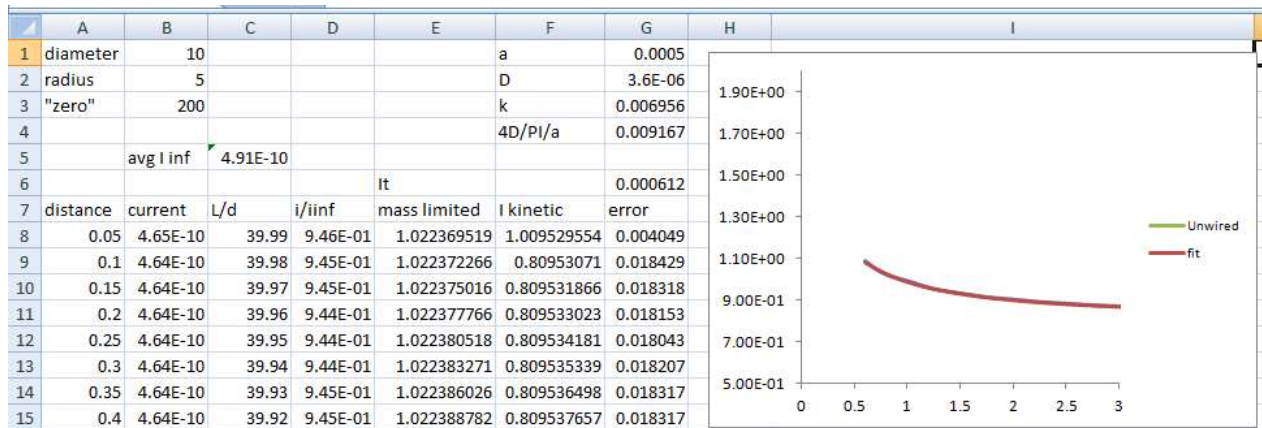 A B C D E F G H I
1 diameter 10 a 0.0005
2 radius 5 D 3.6E-06
3 "zero" 200 k 0.006956
4 4D/PI/a 0.009167
5 avg I inf 4.91E-10
6 It 0.000612
7 distance current L/d i/iinf mass limited I kinetic error
8 0.05 4.65E-10 39.99 9.46E-01 1.022369519 1.009529554 0.004049
9 0.1 4.64E-10 39.98 9.45E-01 1.022372266 0.80953071 0.018429
10 0.15 4.64E-10 39.97 9.45E-01 1.022375016 0.809531866 0.018318
11 0.2 4.64E-10 39.96 9.44E-01 1.022377766 0.809533023 0.018153
12 0.25 4.64E-10 39.95 9.44E-01 1.022380518 0.809534181 0.018043
13 0.3 4.64E-10 39.94 9.44E-01 1.022383271 0.809535339 0.018207
14 0.35 4.64E-10 39.93 9.45E-01 1.022386026 0.809536498 0.018317
15 0.4 4.64E-10 39.92 9.45E-01 1.022388782 0.809537657 0.018317
1.90E+00
1.70E+00
1.50E+00
1.30E+00
1.10E+00
9.00E-01
7.00E-01
5.00E-01
0 0.5 1 1.5 2 2.5 3
Unwired
fit